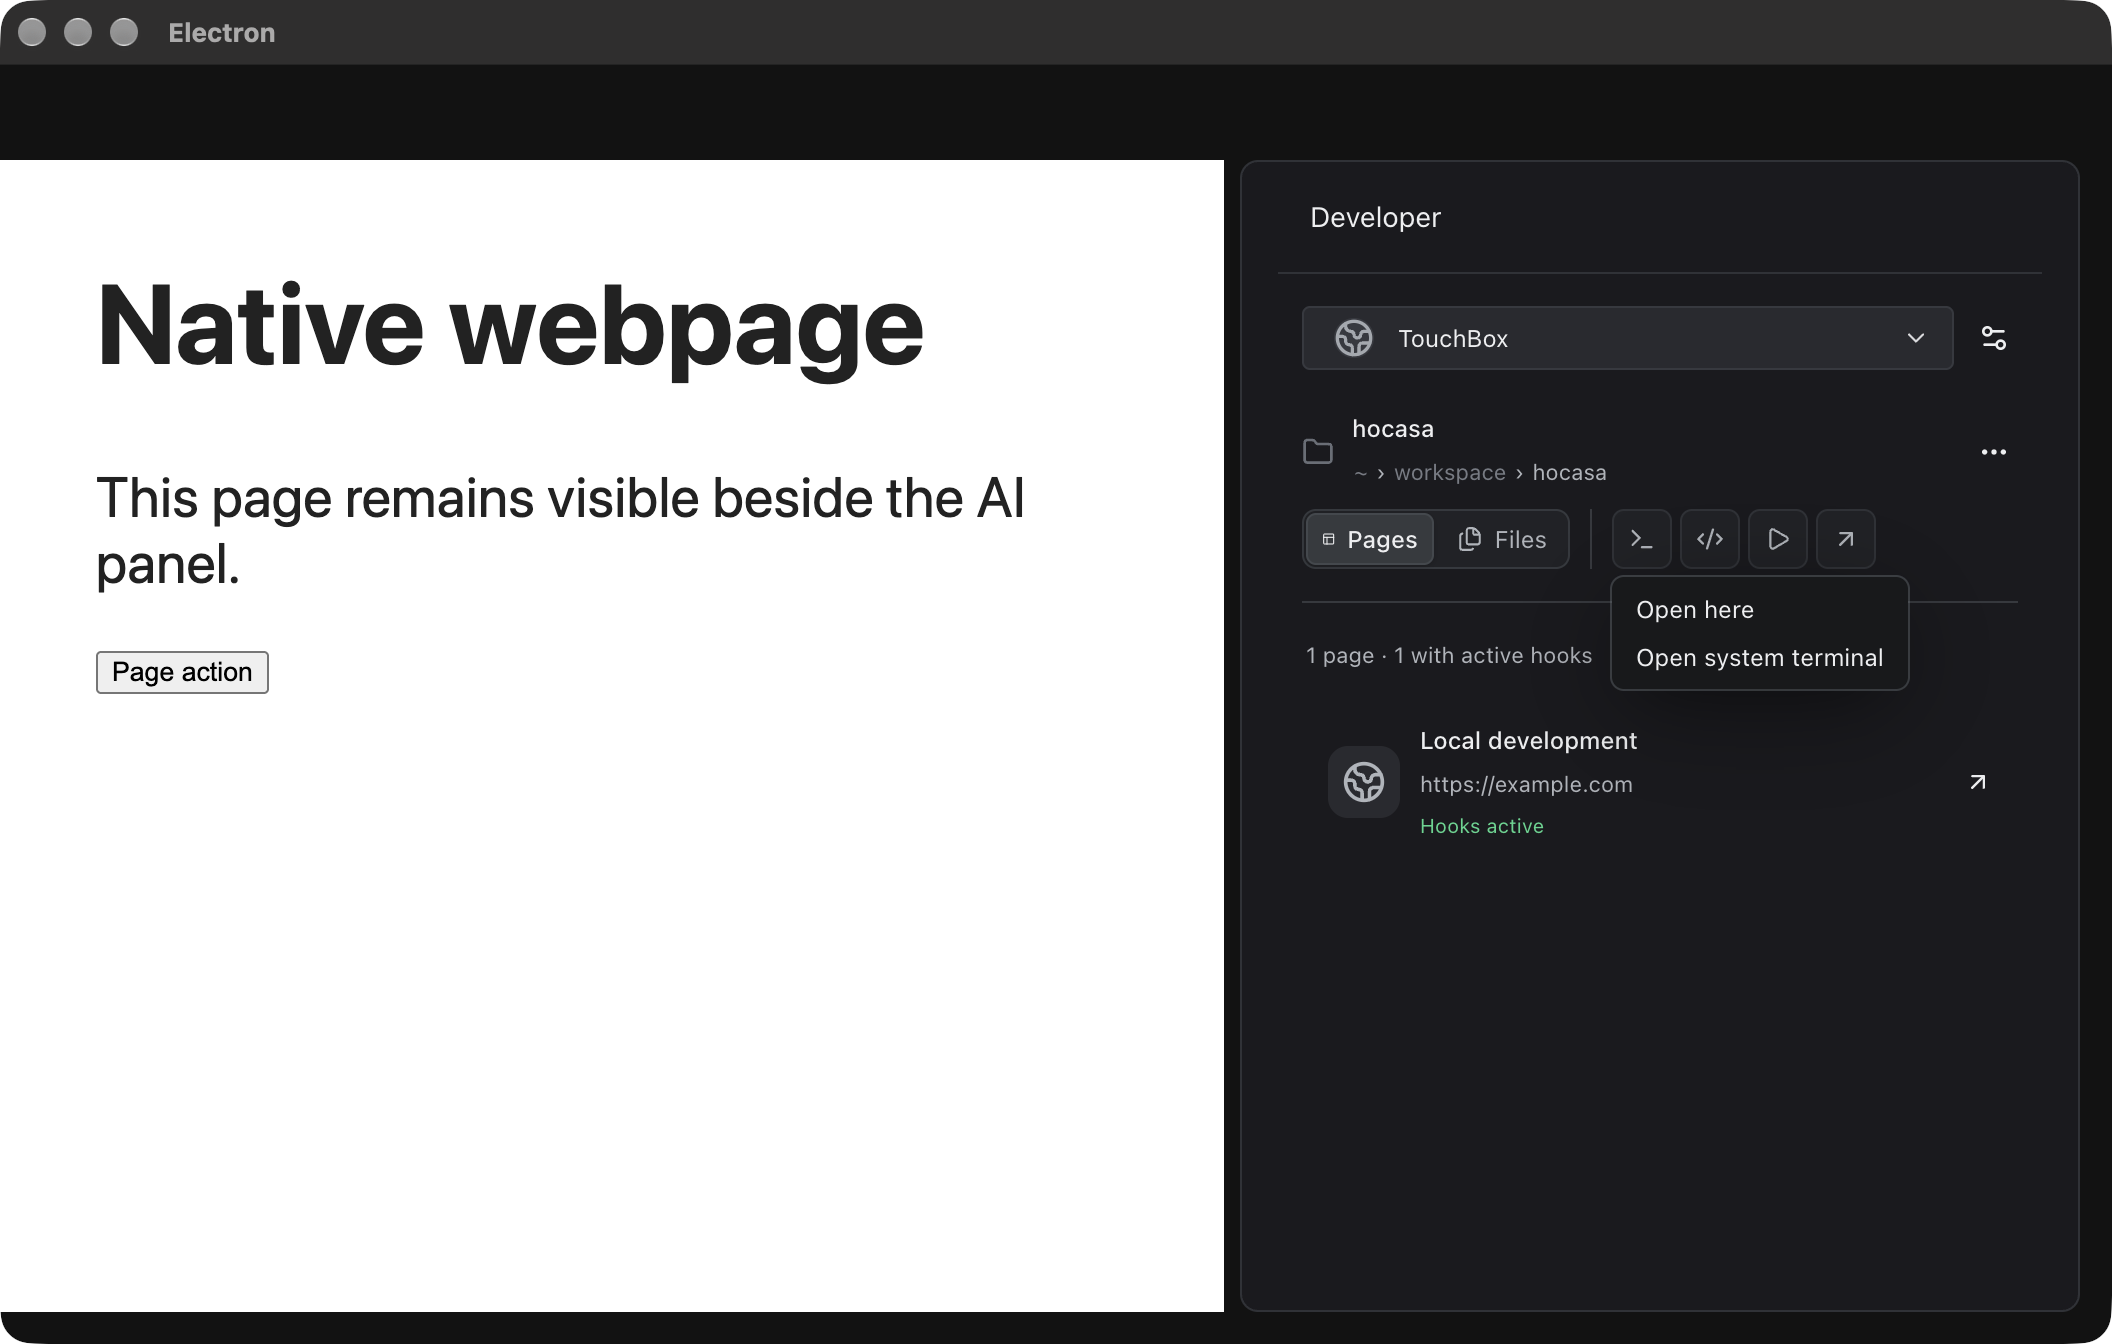 Electron
Native webpage
This page remains visible beside the AI
panel.
Page action
Developer
TouchBox
hocasa
~ › workspace › hocasa
Pages
Files
Open here
Open system terminal
1 page · 1 with active hooks
Local development
https://example.com
Hooks active